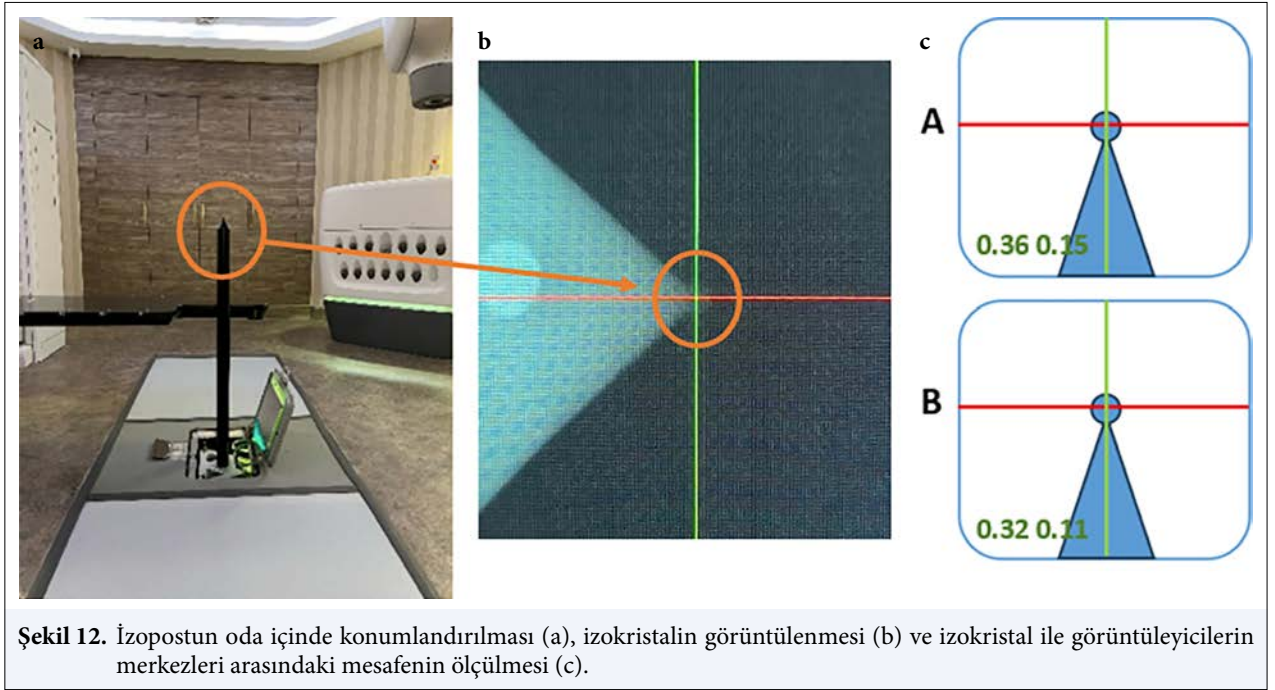 a
b
c
A
0.36 0.15
B
0.32 0.11
Şekil 12. İzopostun oda içinde konumlandırılması (a), izokristalin görüntülenmesi (b) ve izokristal ile görüntüleyicilerin
merkezleri arasındaki mesafenin ölçülmesi (c).